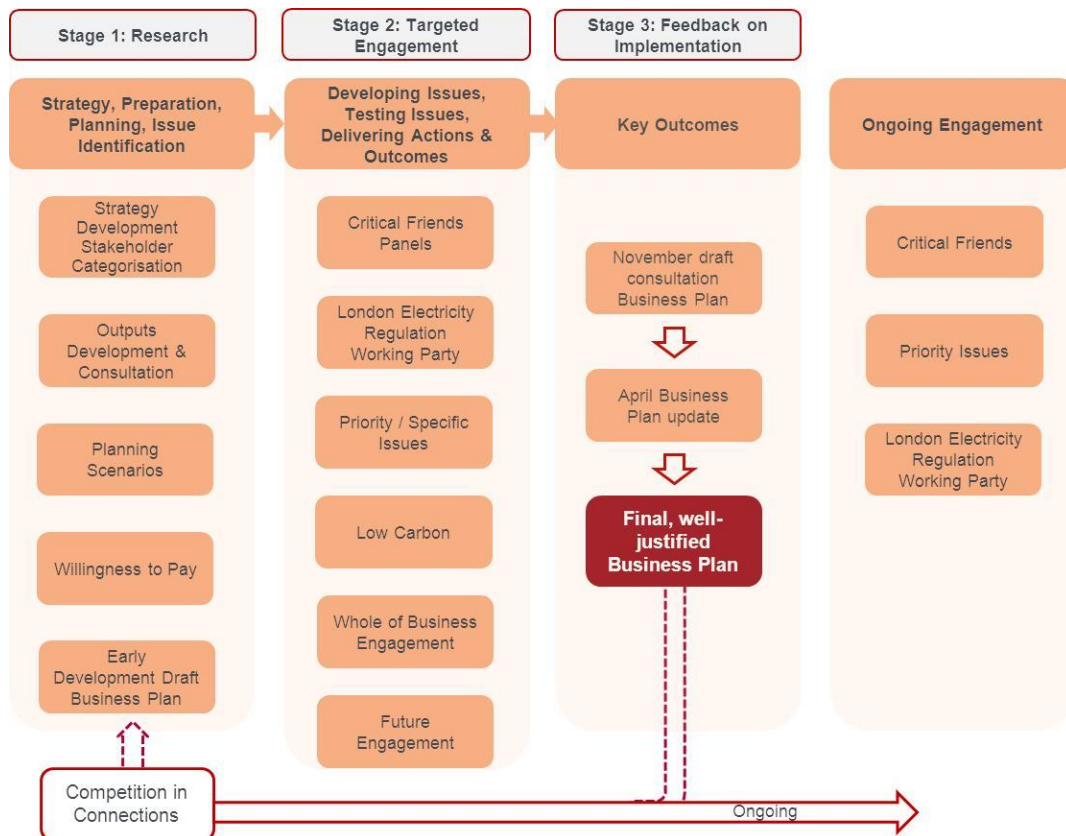 Stage 1: Research
Stage 2: Targeted
Engagement
Stage 3: Feedback on
Implementation
Strategy, Preparation,
Planning, Issue
Identification
Developing Issues,
Testing Issues,
Delivering Actions &
Outcomes
Key Outcomes
Ongoing Engagement
Strategy
Development
Stakeholder
Categorisation
Outputs
Development &
Consultation
Planning
Scenarios
Willingness to Pay
Early
Development Draft
Business Plan
Critical Friends
Panels
London Electricity
Regulation
Working Party
Priority / Specific
Issues
Low Carbon
Whole of Business
Engagement
Future
Engagement
November draft
consultation
Business Plan
April Business
Plan update
Final, well-
justified
Business Plan
Critical Friends
Priority Issues
London Electricity
Regulation
Working Party
Competition in
Connections
Ongoing